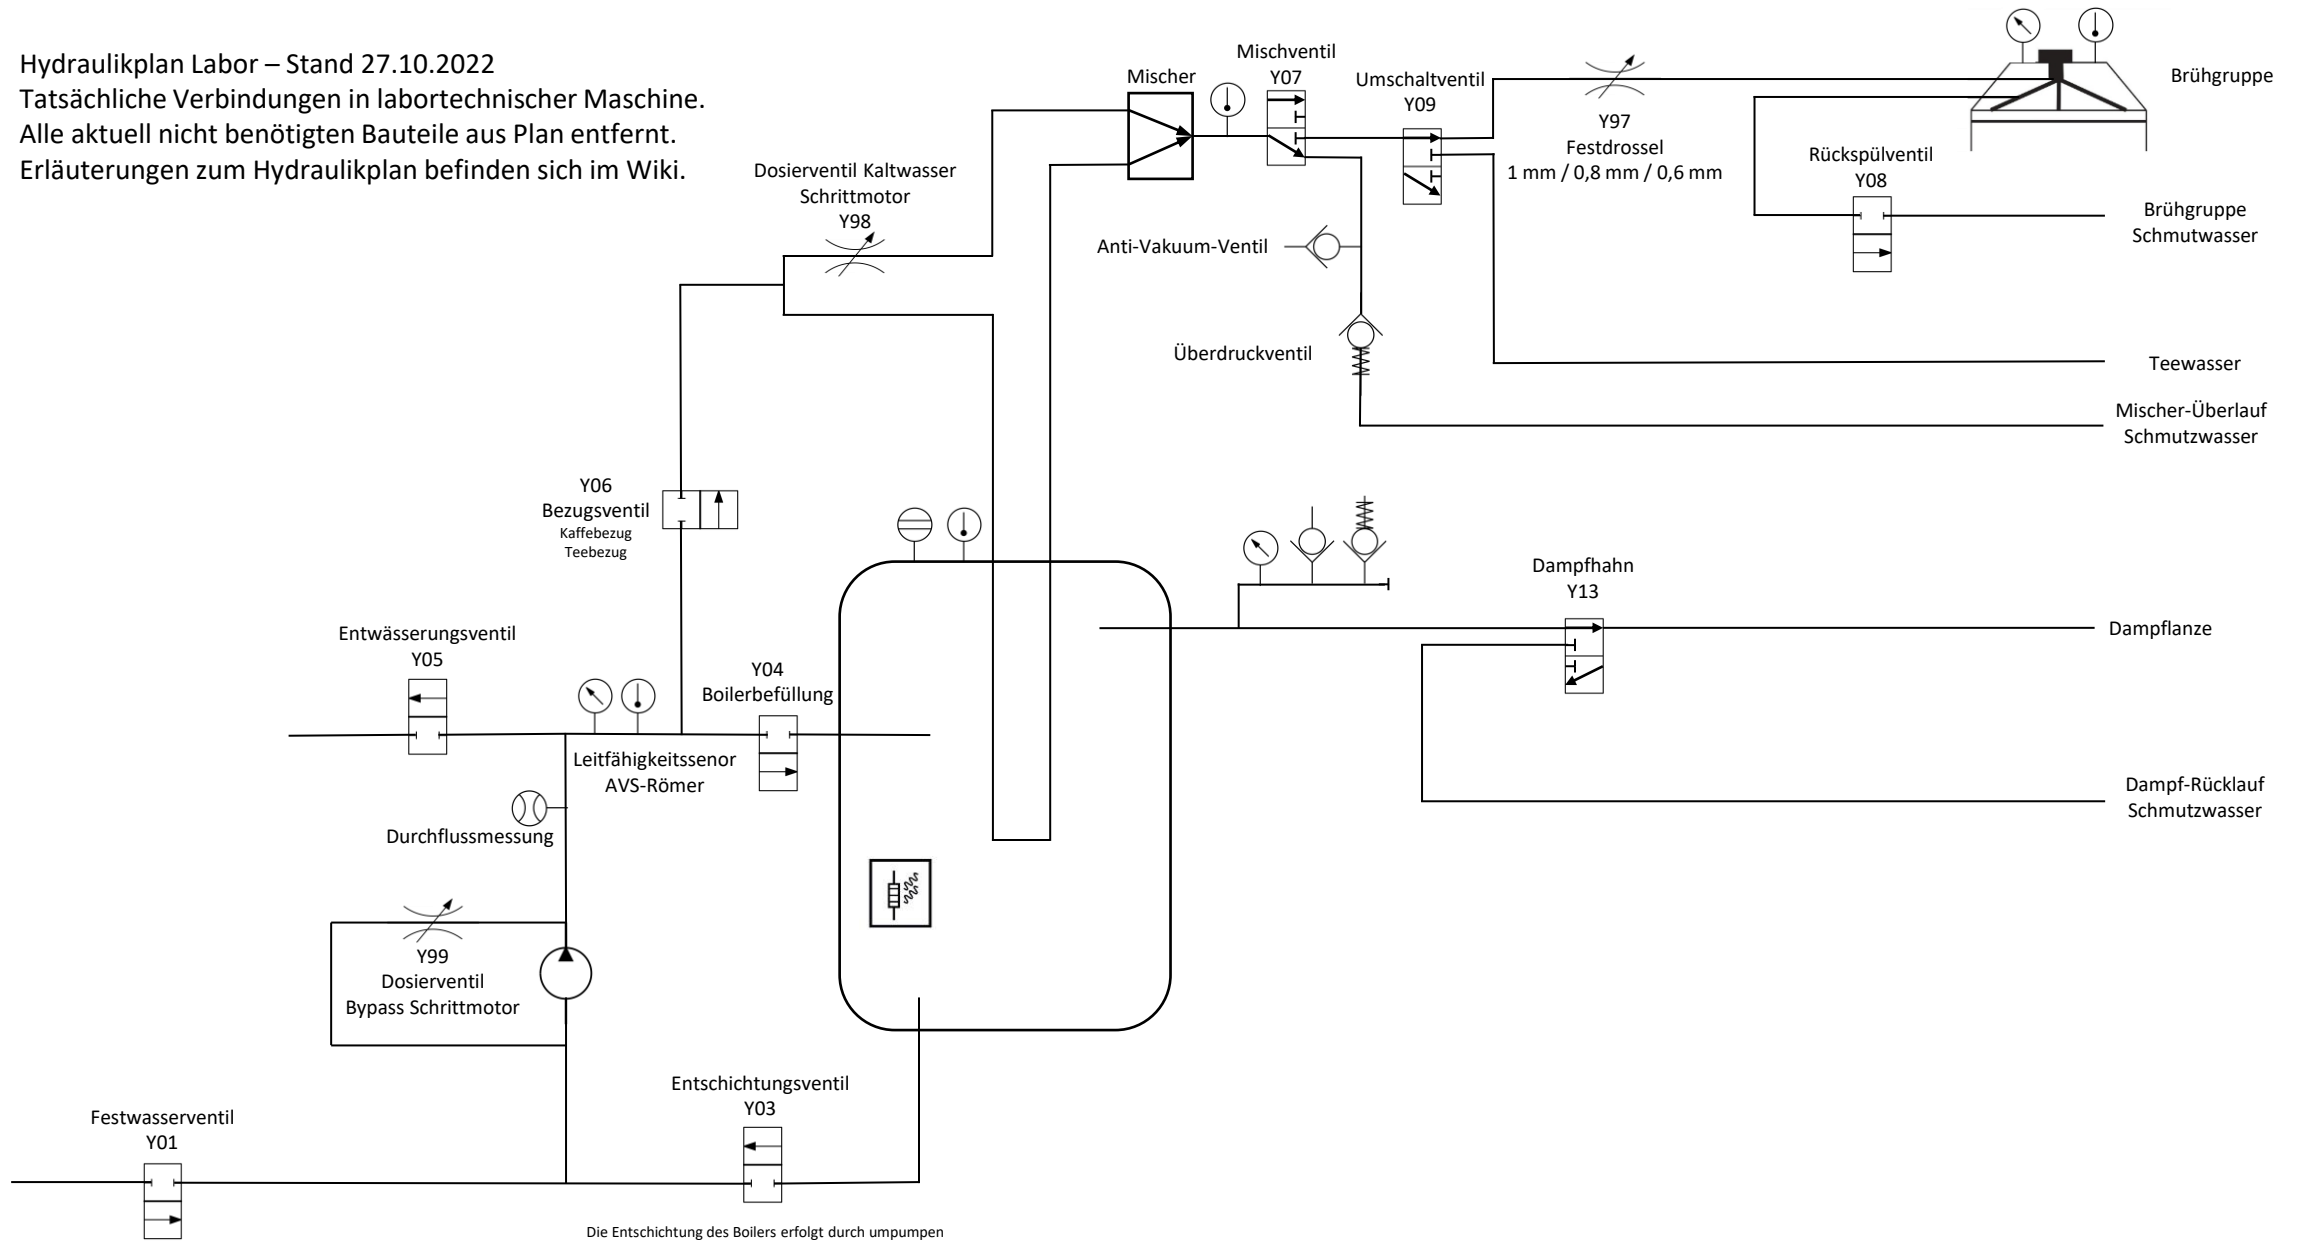 Hydraulikplan Labor – Stand 27.10.2022
Tatsächliche Verbindungen in labortechnischer Maschine.
Alle aktuell nicht benötigten Bauteile aus Plan entfernt.
Erläuterungen zum Hydraulikplan befinden sich im Wiki.
Mischventil
Y07
Mischer
Umschaltventil
Y09
Y97
Festdrossel
1 mm / 0,8 mm / 0,6 mm
Brühgruppe
Rückspülventil
Y08
Brühgruppe
Schmutwasser
Dosierventil Kaltwasser
Schrittmotor
Y98
Anti-Vakuum-Ventil
Überdruckventil
Teewasser
Mischer-Überlauf
Schmutzwasser
Y06
Bezugsventil
Kaffebezug
Teebezug
Dampfhahn
Y13
Dampflanze
Entwässerungsventil
Y05
Y04
Boilerbefüllung
Leitfähigkeitssenor
AVS-Römer
Dampf-Rücklauf
Schmutzwasser
Durchflussmessung
Y99
Dosierventil
Bypass Schrittmotor
Entschichtungsventil
Y03
Festwasserventil
Y01
Die Entschichtung des Boilers erfolgt durch umpumpen